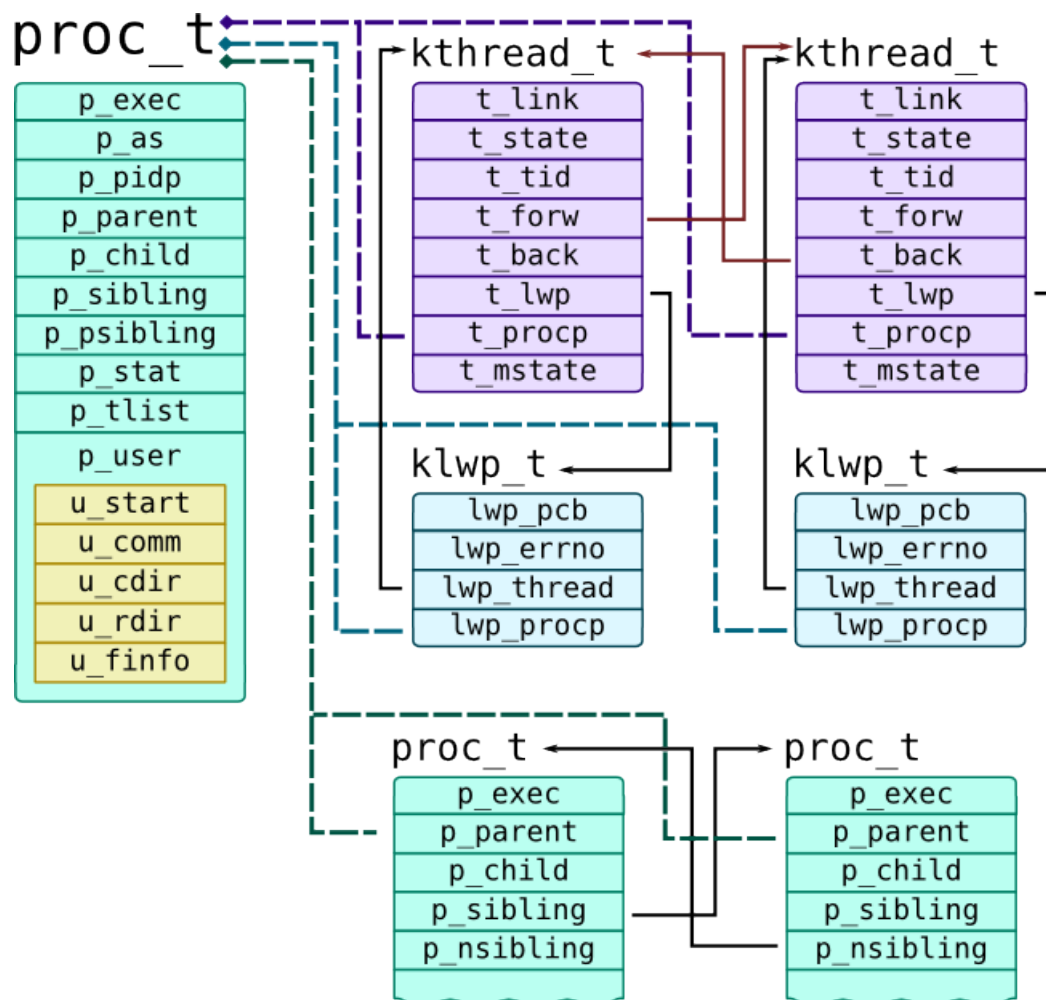 proc_t
p_exec
p_as
p_pidp
p_parent
p_child
p_sibling
p_psibling
p_stat
p_tlist
p_user
u_start
u_comm
u_cdir
u_rdir
u_finfo
kthread_t
t_link
t_state
t_tid
t_forw
t_back
t_lwp
t_procp
t_mstate
kthread_t
t_link
t_state
t_tid
t_forw
t_back
t_lwp
t_procp
t_mstate
klwp_t
lwp_pcb
lwp_errno
lwp_thread
lwp_procp
klwp_t
lwp_pcb
lwp_errno
lwp_thread
lwp_procp
proc_t
p_exec
p_parent
p_child
p_sibling
p_nsibling
proc_t
p_exec
p_parent
p_child
p_sibling
p_nsibling